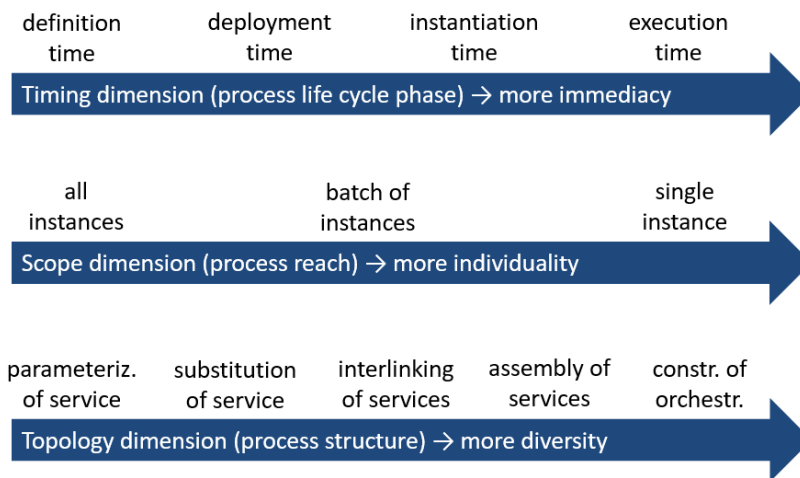 definition deployment instantiation execution
time time time time
Timing dimension (process life cycle phase) → more immediacy
all batch of single
instances instances instance
Scope dimension (process reach) → more individuality
parameteriz. substitution interlinking assembly of constr. of
of service of service of services services orchestr.
Topology dimension (process structure) → more diversity